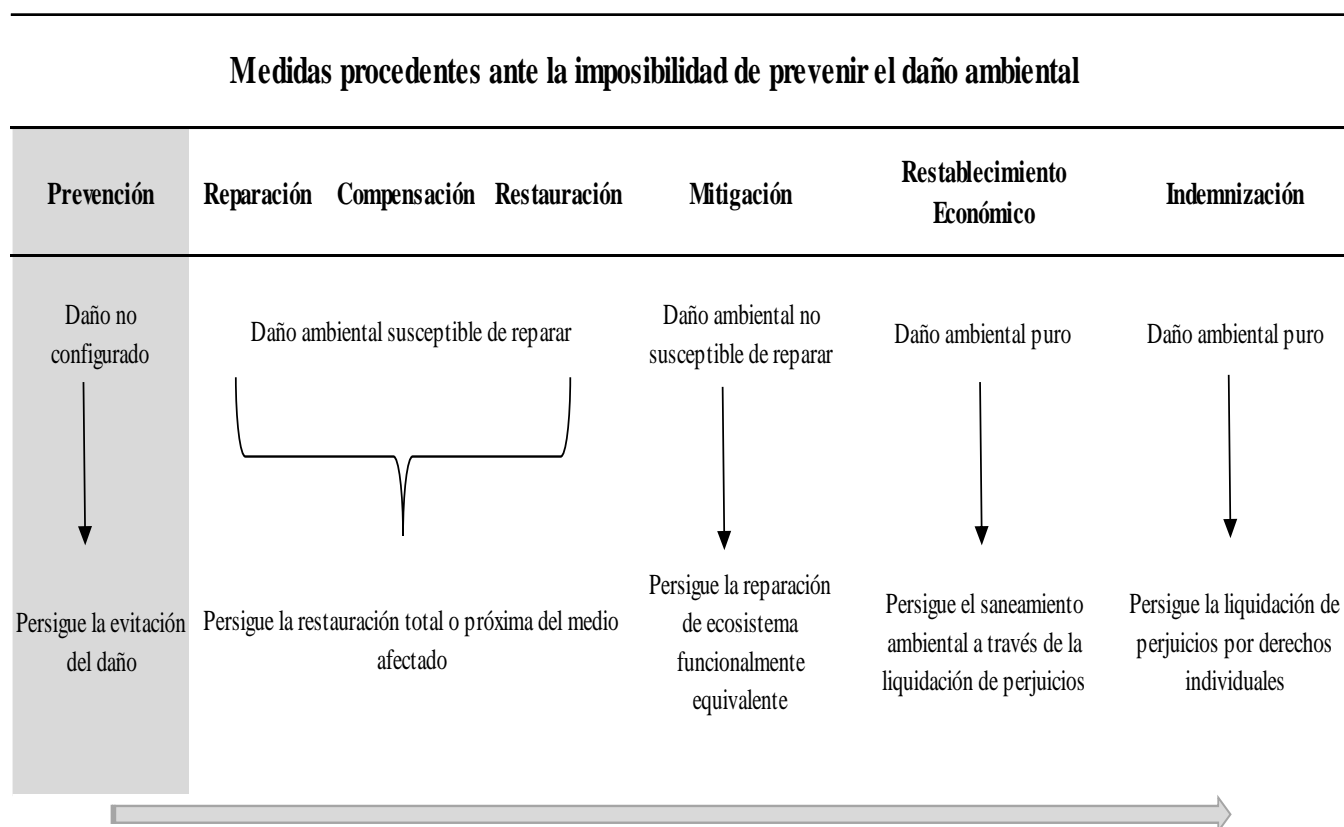 Medidas procedentes ante la imposibilidad de prevenir el daño ambiental
Prevención
Reparación
Compensación
Restauración
Mitigación
Restablecimiento
Económico
Indemnización
Daño no
configurado
Daño ambiental susceptible de reparar
Daño ambiental no
susceptible de reparar
Daño ambiental puro
Daño ambiental puro
Persigue la evitación
del daño
Persigue la restauración total o próxima del medio
afectado
Persigue la reparación
de ecosistema
funcionalmente
equivalente
Persigue el saneamiento
ambiental a través de la
liquidación de perjuicios
Persigue la liquidación de
perjuicios por derechos
individuales